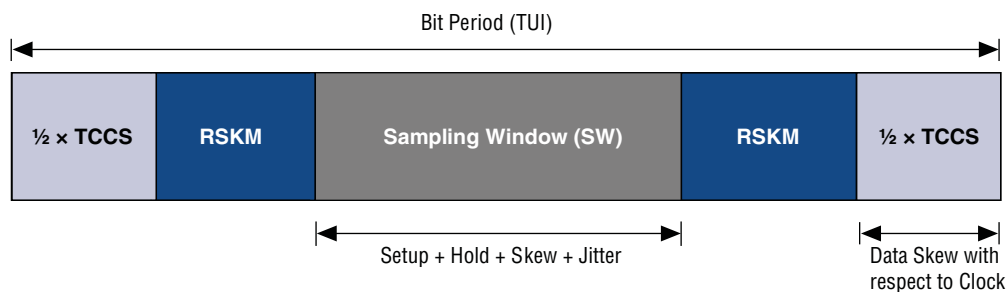 Bit Period (TUI)
½ × TCCS
RSKM
Sampling Window (SW)
RSKM
½ × TCCS
Setup + Hold + Skew + Jitter
Data Skew with
respect to Clock